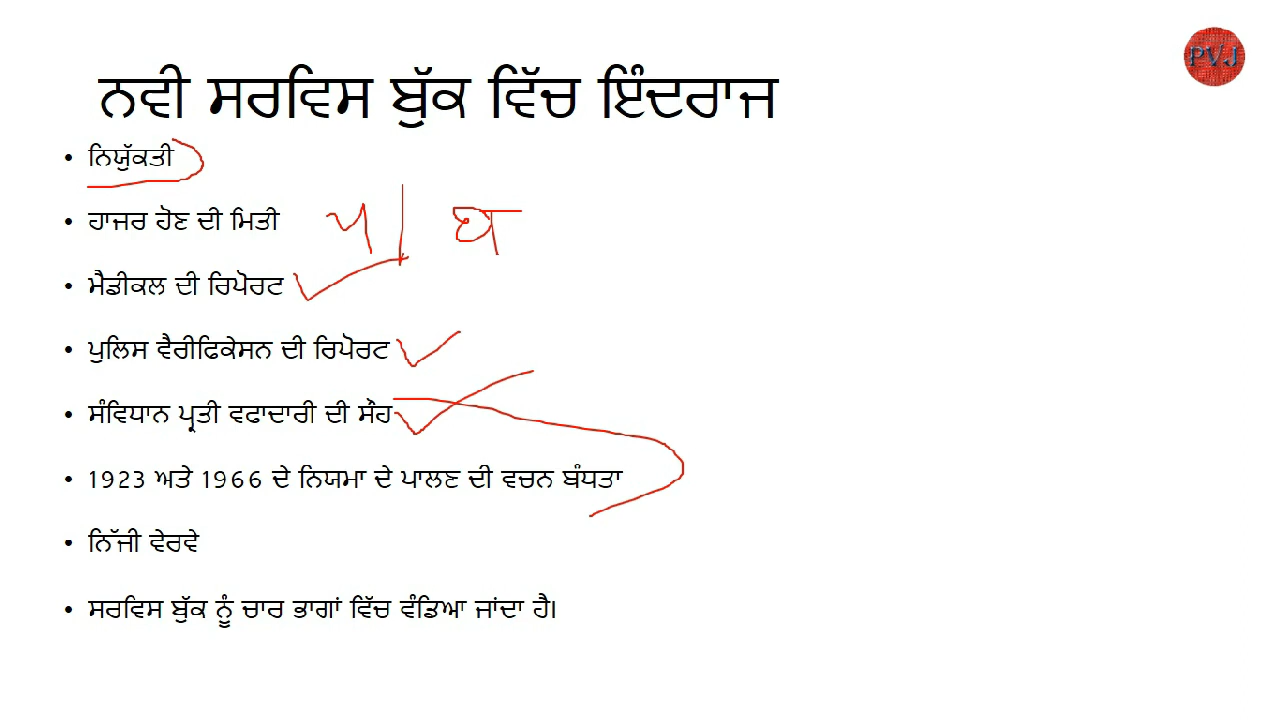 PVJ
ਨਵੀ ਸਰਵਿਸ ਬੁੱਕ ਵਿੱਚ ਇੰਦਰਾਜ
• ਨਿਯੁੱਕਤੀ
• ਹਾਜਰ ਹੋਣ ਦੀ ਮਿਤੀ
• ਮੈਡੀਕਲ ਦੀ ਰਿਪੋਰਟ
• ਪੁਲਿਸ ਵੈਰੀਫਿਕੇਸਨ ਦੀ ਰਿਪੋਰਟ
• ਸੰਵਿਧਾਨ ਪ੍ਰਤੀ ਵਫਾਦਾਰੀ ਦੀ ਸੌਹ
• 1923 ਅਤੇ 1966 ਦੇ ਨਿਯਮਾ ਦੇ ਪਾਲਣ ਦੀ ਵਚਨ ਬੰਧਤਾ
• ਨਿੱਜੀ ਵੇਰਵੇ
• ਸਰਵਿਸ ਬੁੱਕ ਨੂੰ ਚਾਰ ਭਾਗਾਂ ਵਿੱਚ ਵੰਡਿਆ ਜਾਂਦਾ ਹੈ।